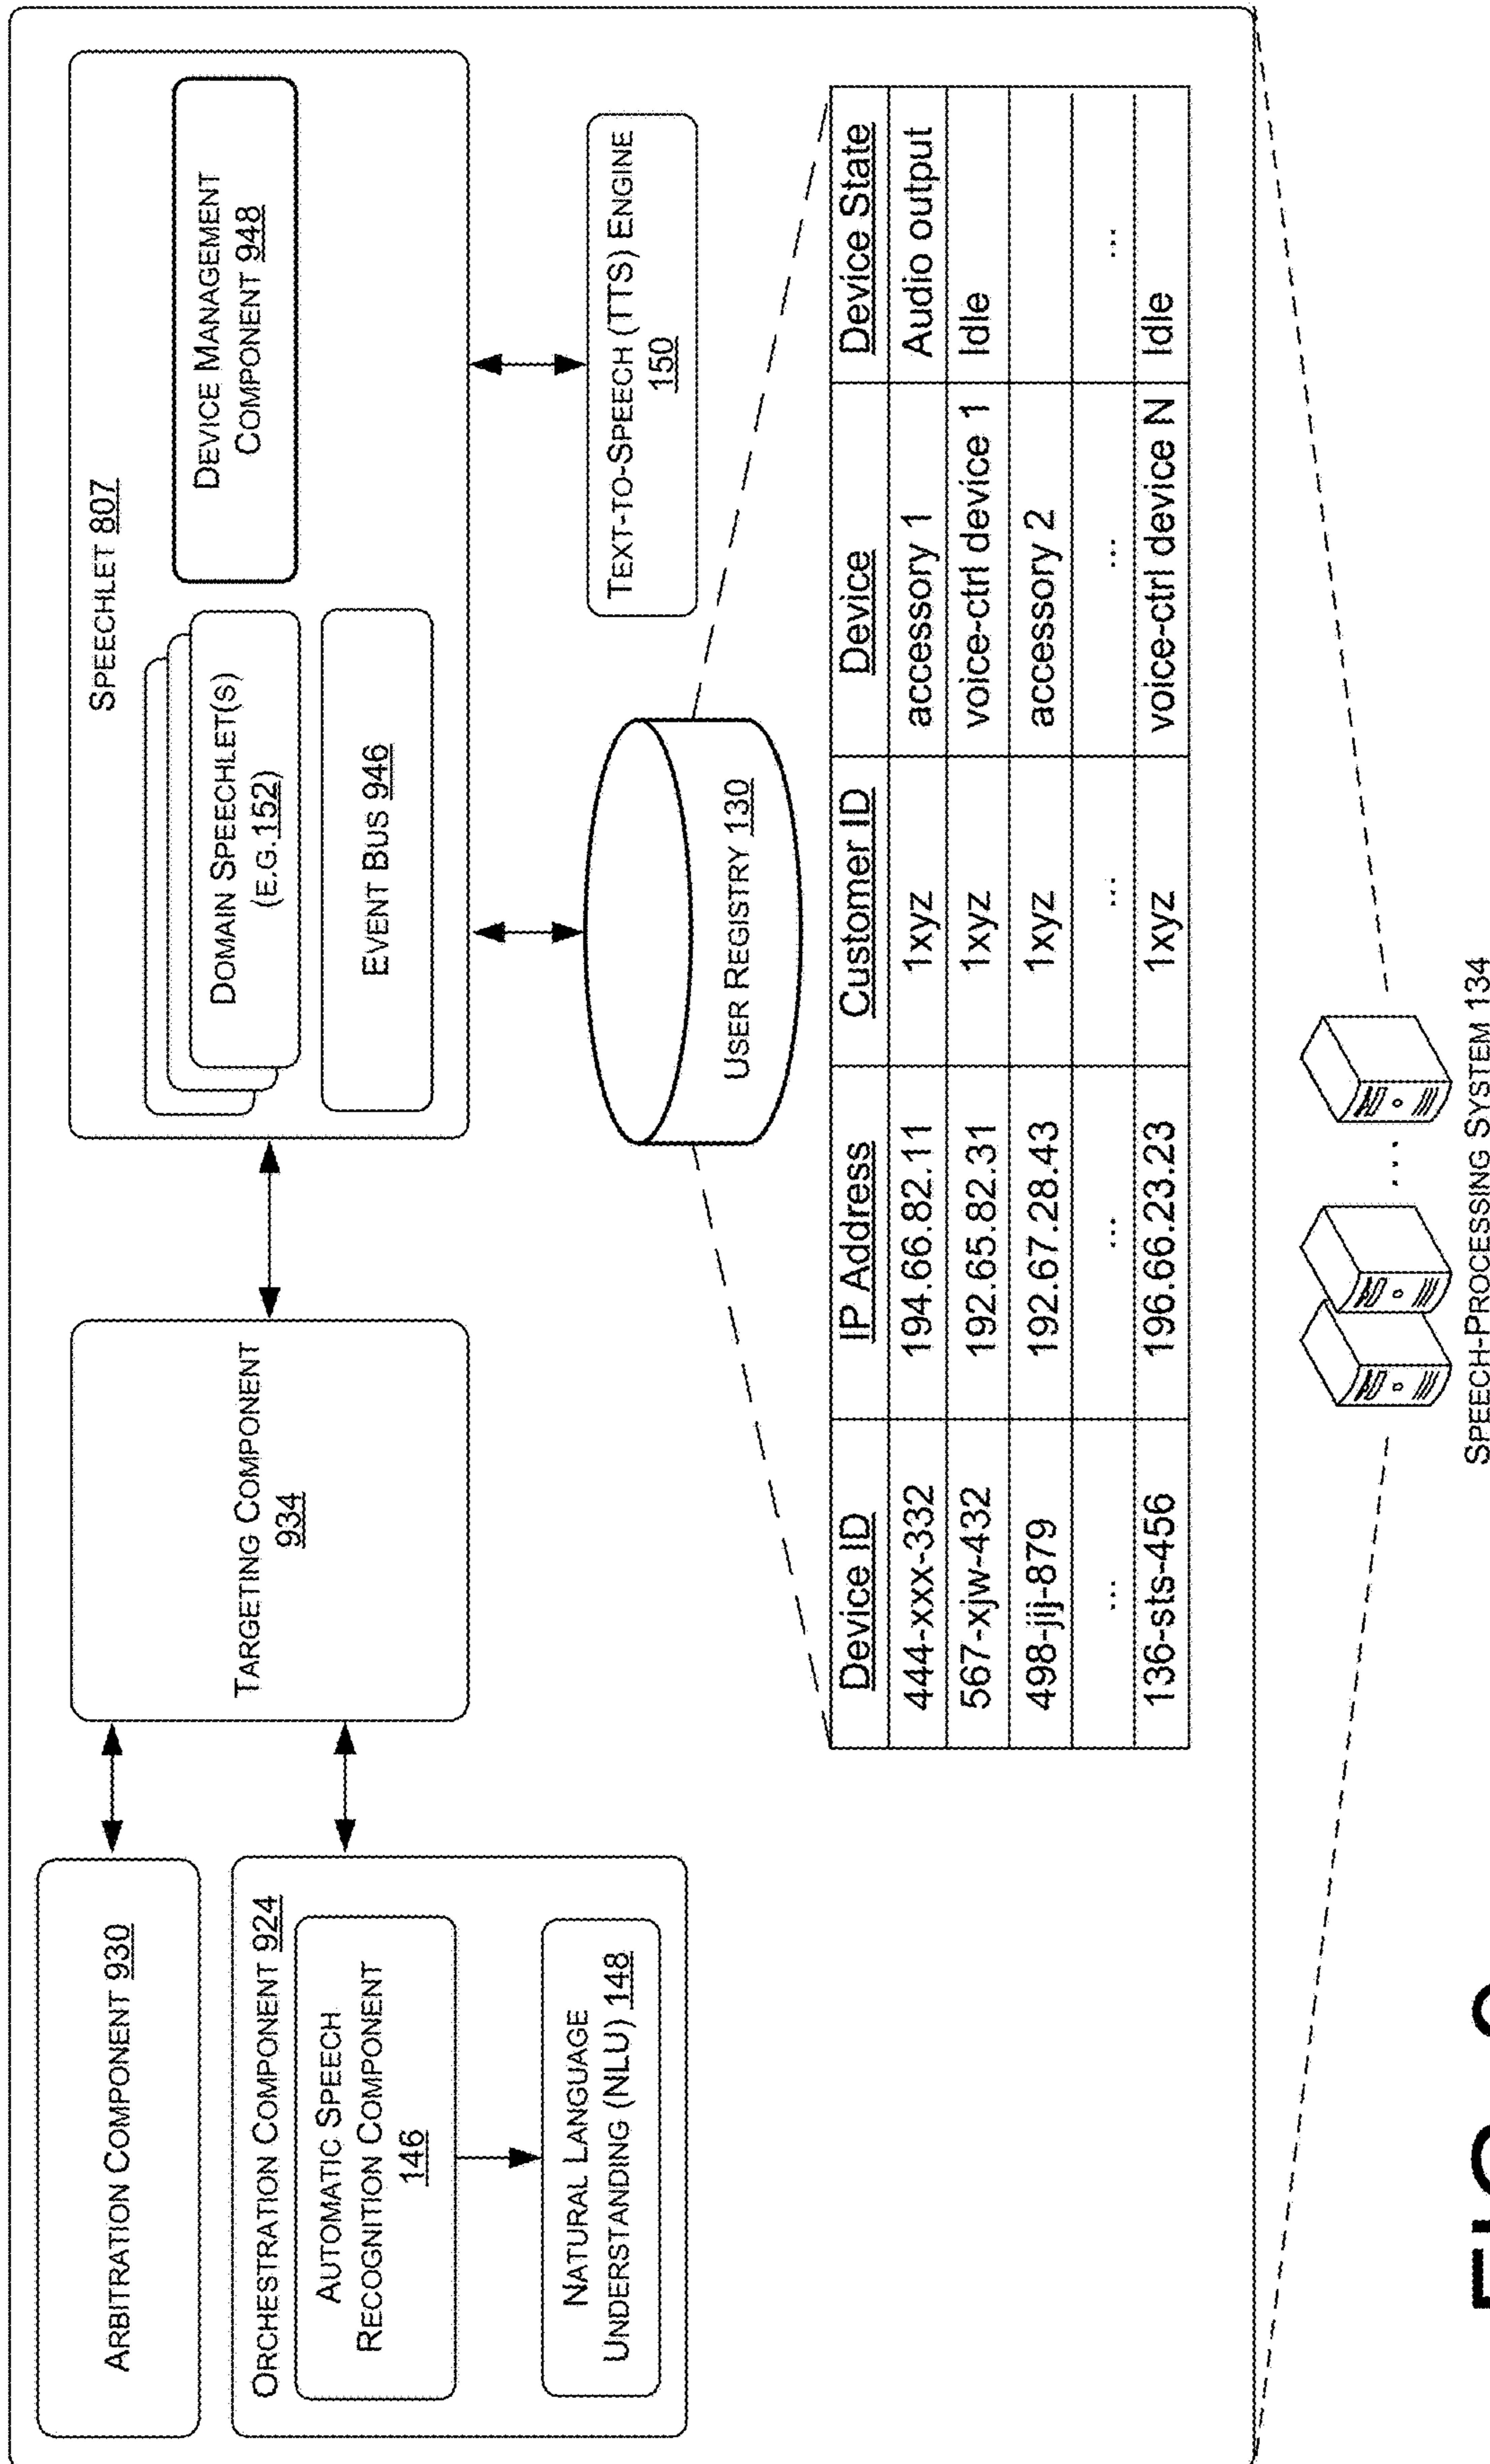 ARBITRATION COMPONENT 930
ORCHESTRATION COMPONENT 924
AUTOMATIC SPEECH
RECOGNITION COMPONENT
146
NATURAL LANGUAGE
UNDERSTANDING (NLU) 148
TARGETING COMPONENT
934
SPEECHLET 807
DOMAIN SPEECHLET(S)
(E.G.152)
EVENT BUS 946
DEVICE MANAGEMENT
COMPONENT 948
TEXT-TO-SPEECH (TTS) ENGINE
150
USER REGISTRY 130
Device ID IP Address Customer ID Device Device State
444-xxx-332 194.66.82.11 1xyz accessory 1 Audio output
567-xjw-432 192.65.82.31 1xyz voice-ctrl device 1 Idle
498-jij-879 192.67.28.43 1xyz accessory 2
... ... ... ... ...
136-sts-456 196.66.23.23 1xyz voice-ctrl device N Idle
...
SPEECH-PROCESSING SYSTEM 134